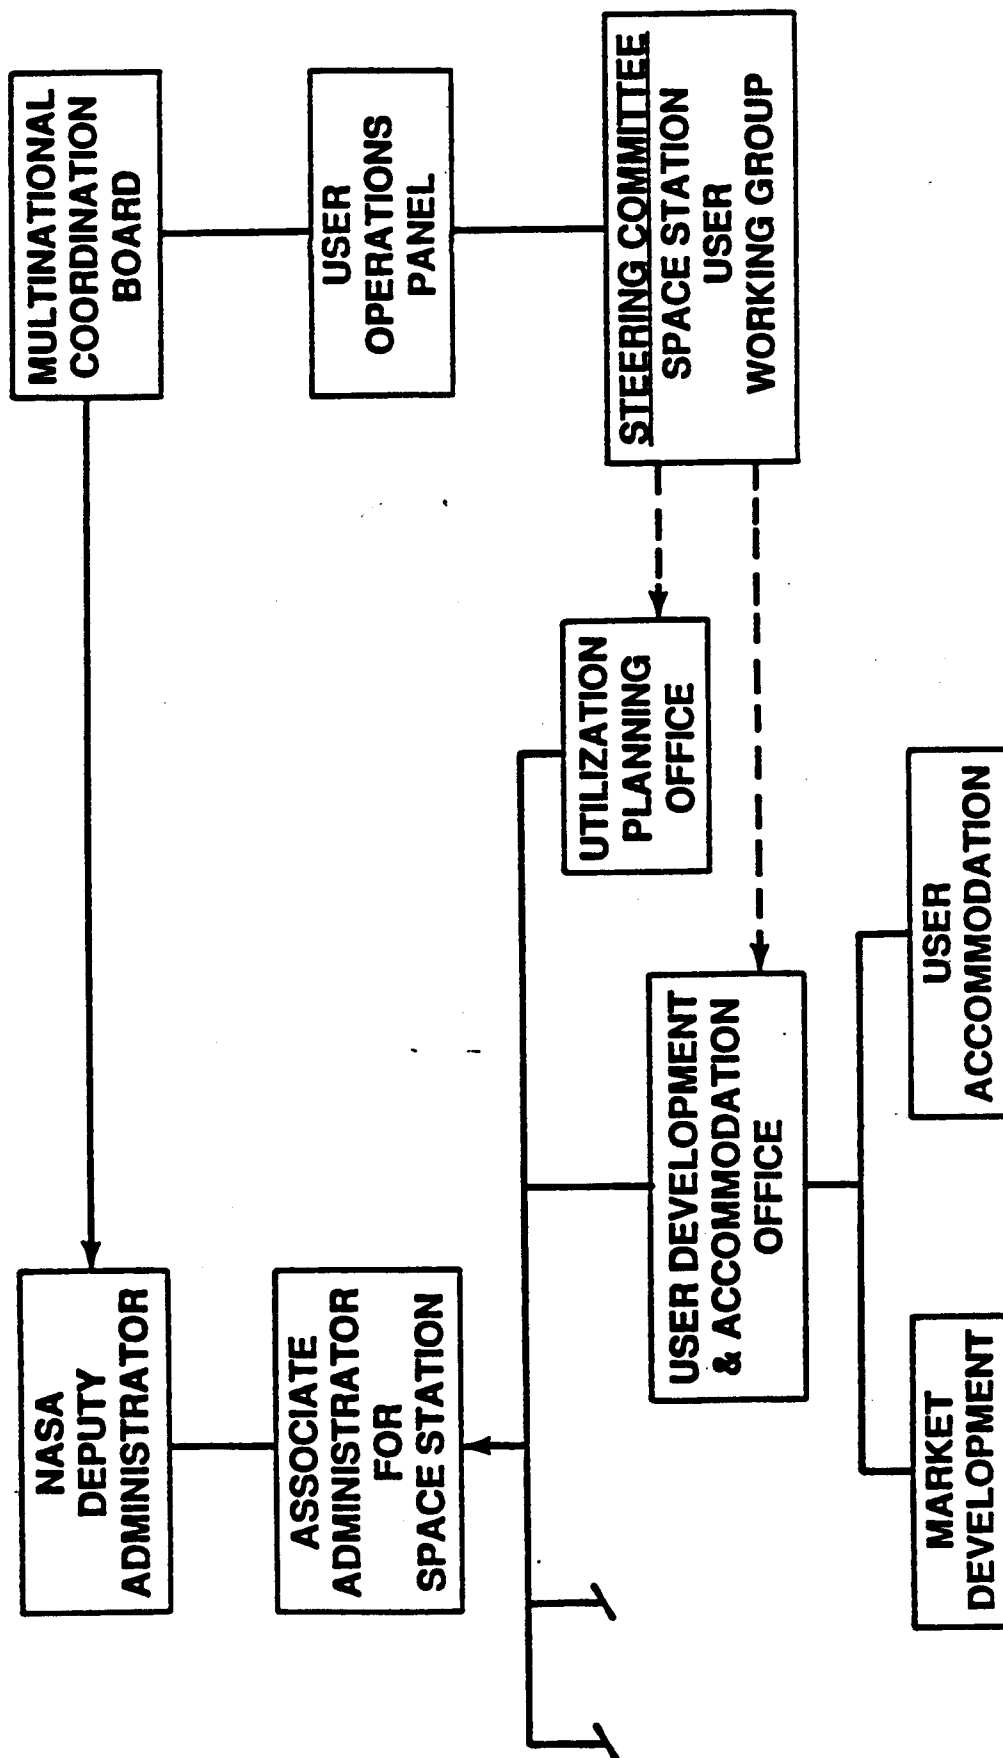 NASA
DEPUTY
ADMINISTRATOR
MULTINATIONAL
COORDINATION
BOARD
ASSOCIATE
ADMINISTRATOR
FOR
SPACE STATION
USER
OPERATIONS
PANEL
UTILIZATION
PLANNING
OFFICE
STEERING COMMITTEE
SPACE STATION
USER
WORKING GROUP
USER DEVELOPMENT
& ACCOMODATION
OFFICE
MARKET
DEVELOPMENT
USER
ACCOMMODATION